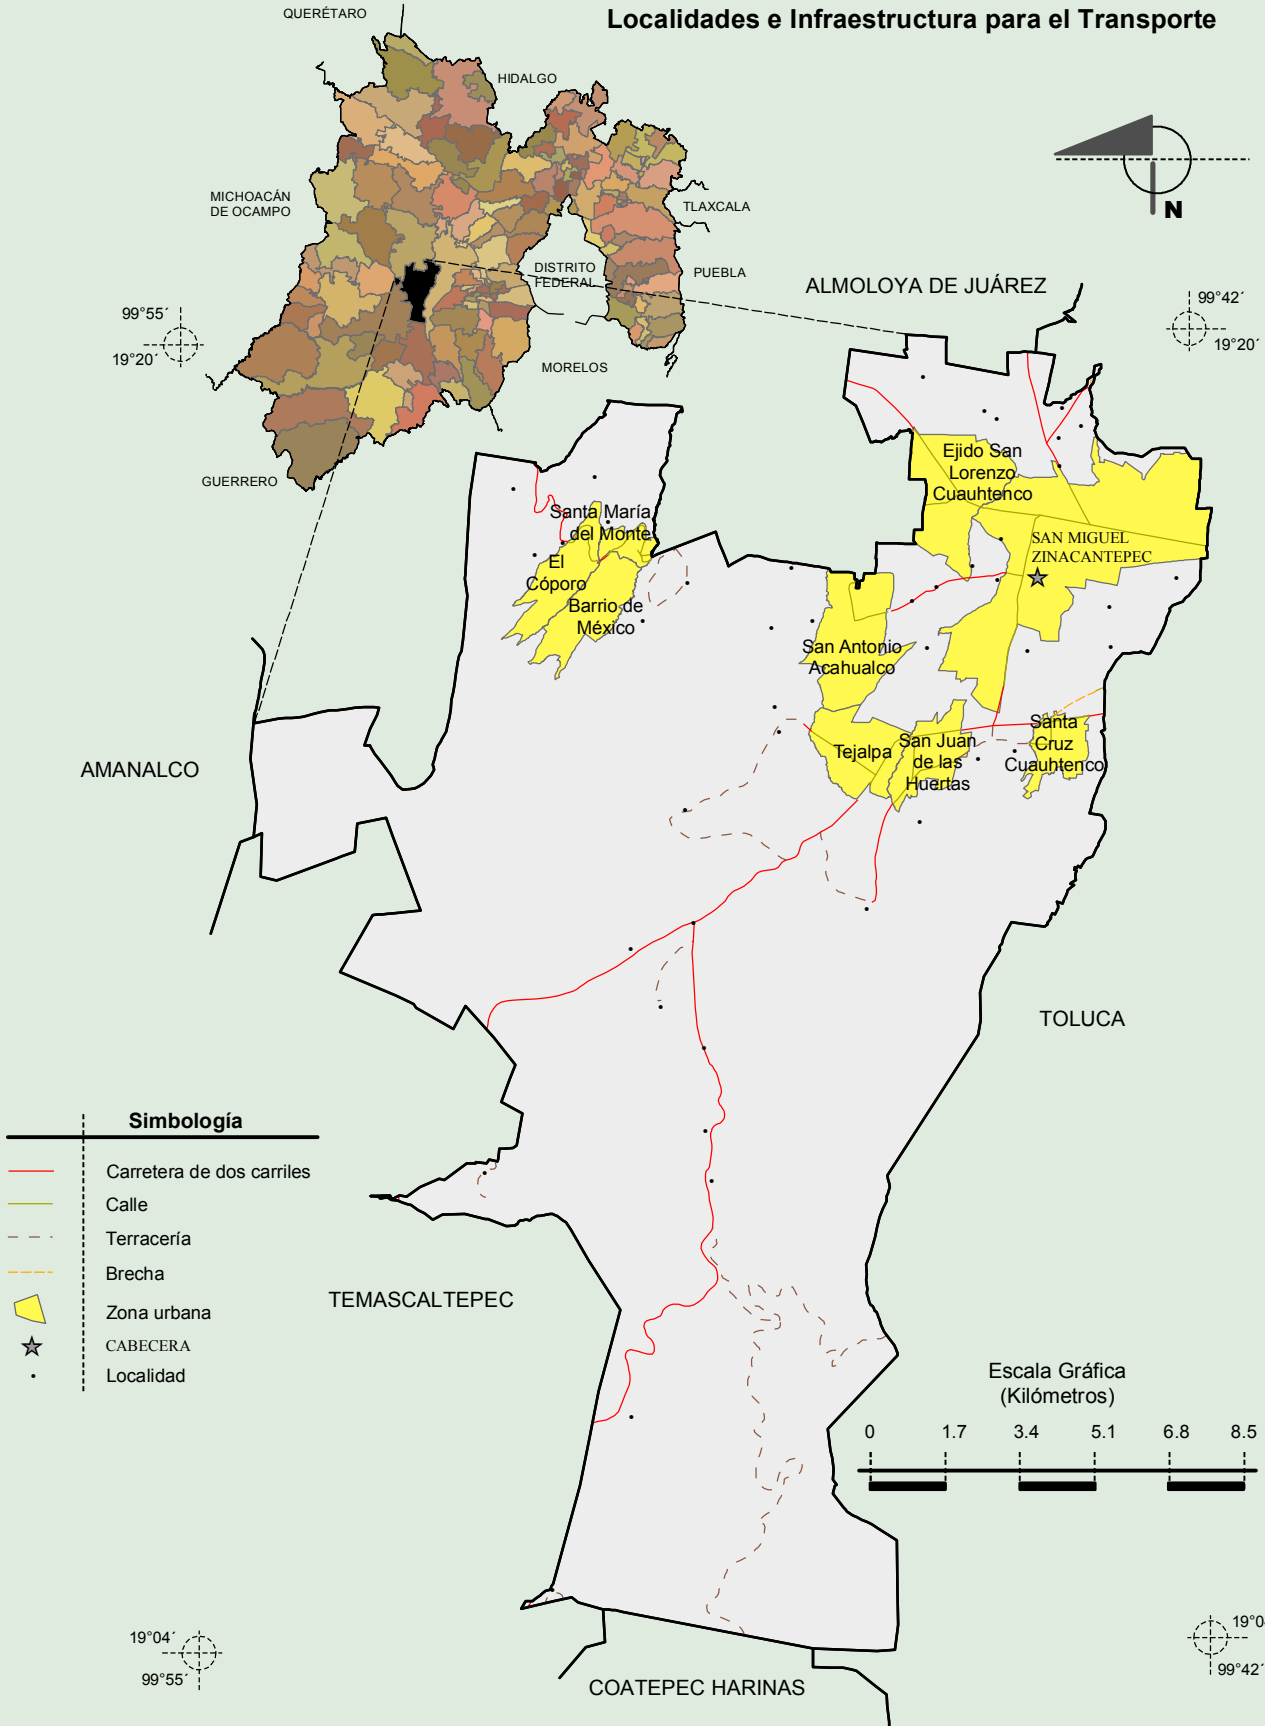 Localidades e Infraestructura para el Transporte
QUERÉTARO
HIDALGO
MICHOACÁN
DE OCAMPO
TLAXCALA
DISTRITO
FEDERAL
PUEBLA
MORELOS
GUERRERO
N
99°55´
19°20´
99°42´
19°20´
ALMOLOYA DE JUÁREZ
Ejido San
Lorenzo
Cuauhtenco
SAN MIGUEL
ZINACANTEPEC
Santa María
del Monte
El
Cóporo
Barrio de
México
San Antonio
Acahualco
Tejalpa
San Juan
de las
Huertas
Santa
Cruz
Cuauhtenco
AMANALCO
TOLUCA
TEMASCALTEPEC
COATEPEC HARINAS
Simbología
Carretera de dos carriles
Calle
Terracería
Brecha
Zona urbana
CABECERA
Localidad
Escala Gráfica
(Kilómetros)
0 1.7 3.4 5.1 6.8 8.5
19°04´
99°55´
19°0
99°42´